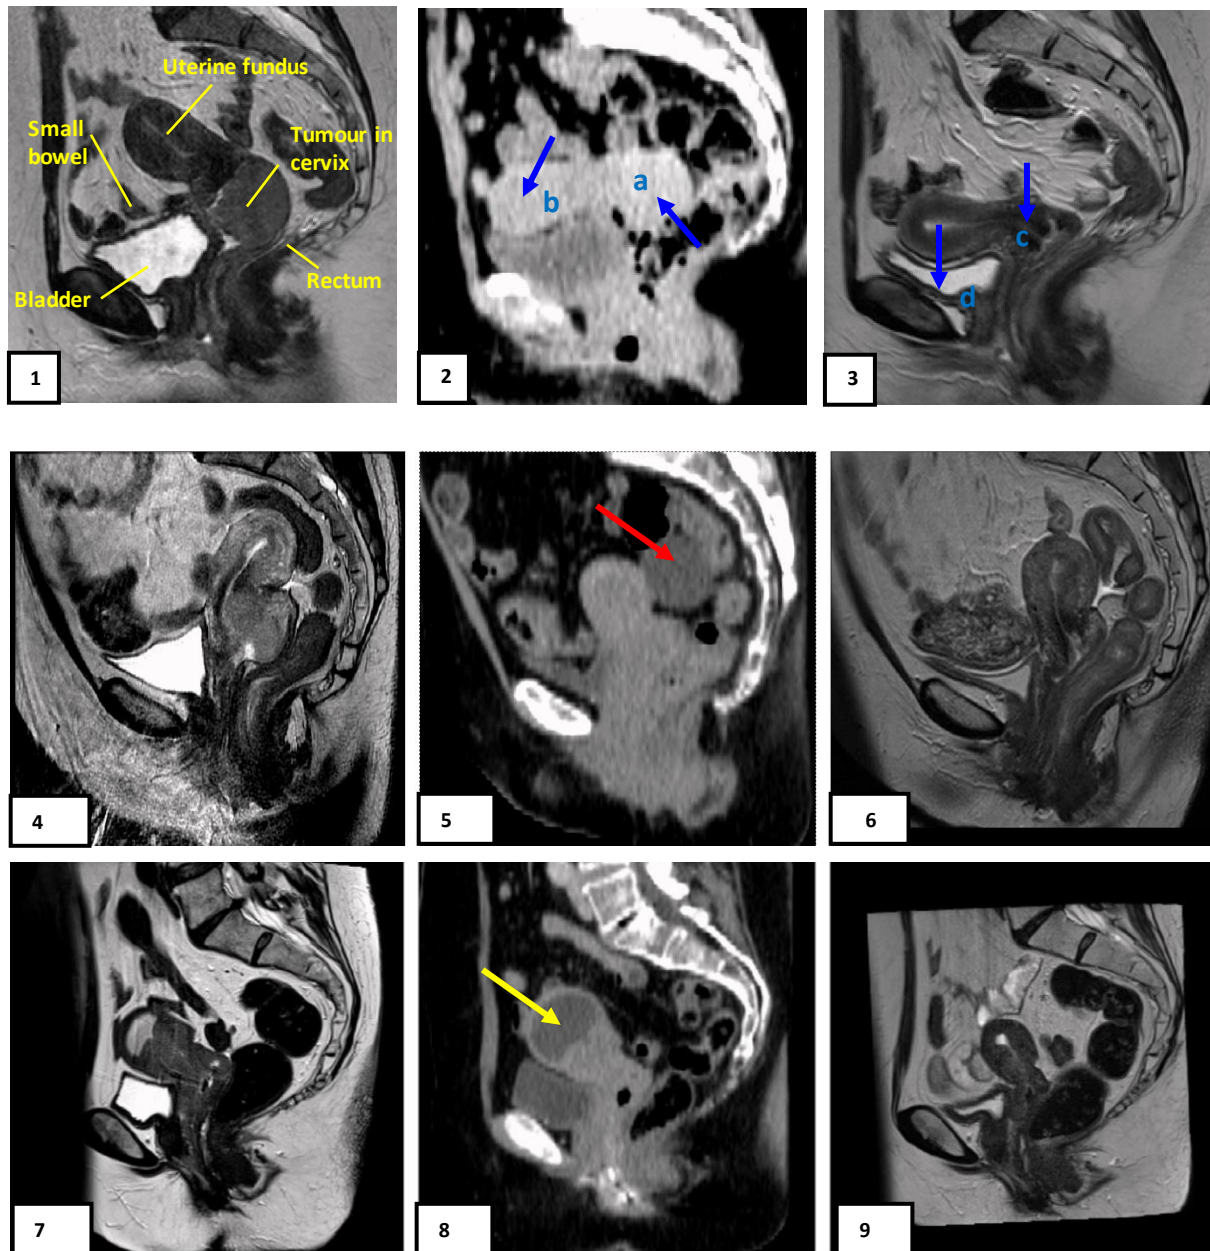 Uterine fundus
Small
bowel
Tumour in
cervix
Rectum
Bladder
1
b
a
2
c
d
3
4
5
6
7
8
9